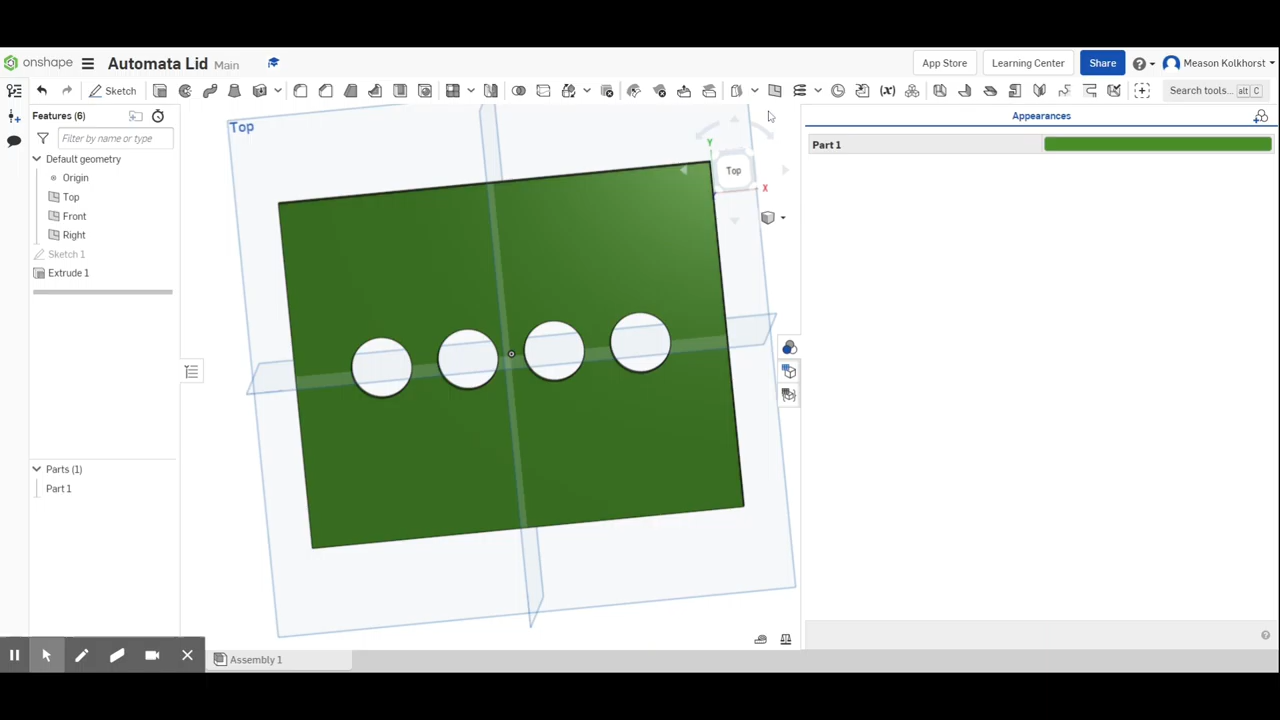 onshape Automata Lid Main App Store Learning Center Share Measson Kolkhorst
Sketch Search tools... alt C
Features (6)
Filter by name or type
Default geometry
Origin
Top
Front
Right
Sketch 1
Extrude 1
Parts (1)
Part 1
Top
Y
Top
X
Appearances
Part 1
Assembly 1